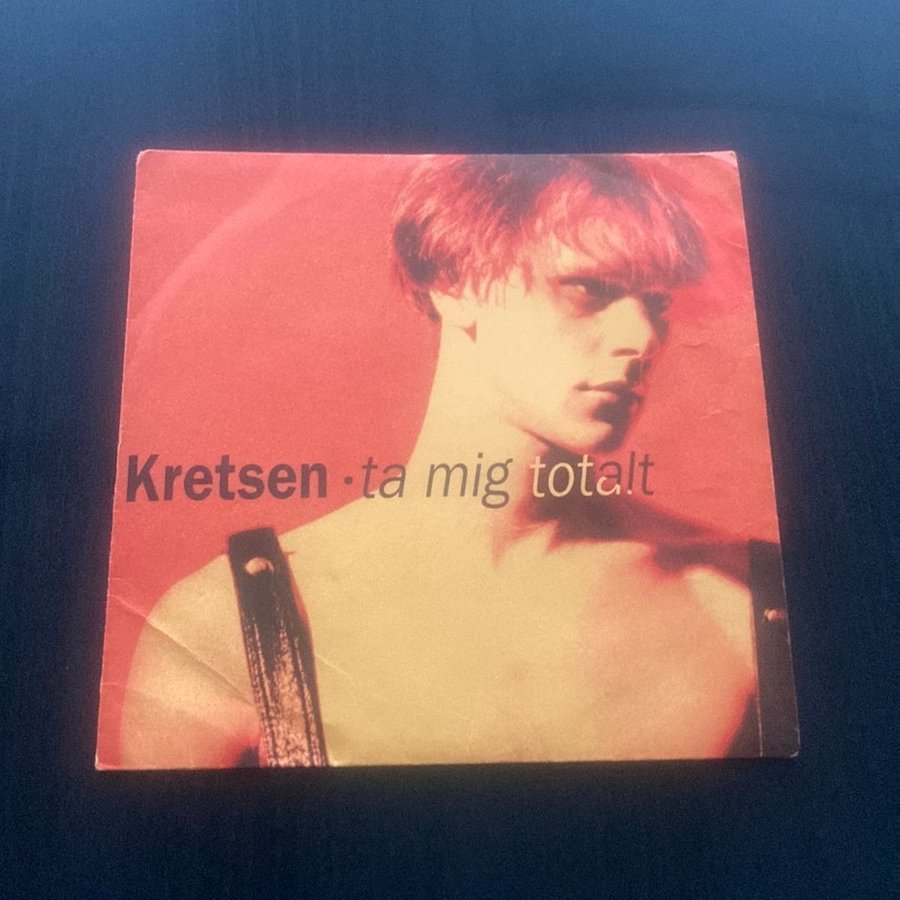 Kretsen · ta mig totalt